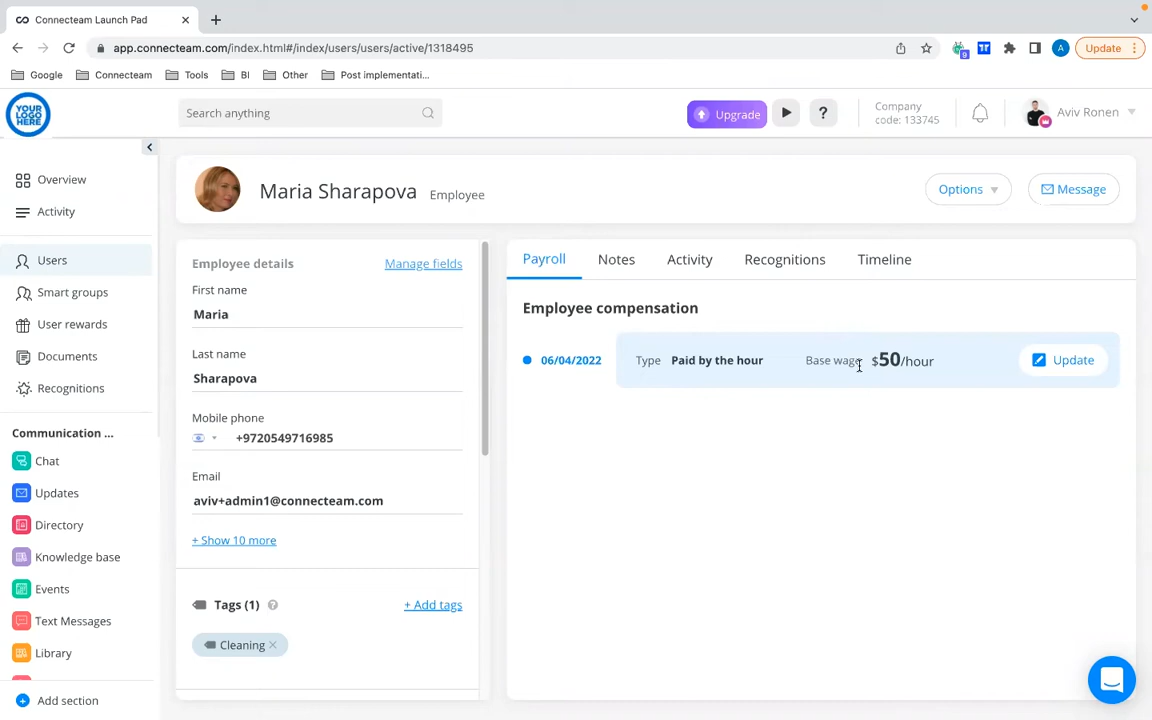 Connecteam Launch Pad
app.connecteam.com/index.html#/index/users/users/active/1318495
9
A
Update
Google
Connecteam
Tools
BI
Other
Post implementati...
YOUR
LOGO
HERE
Search anything
Upgrade
?
Company
code: 133745
Aviv Ronen
Overview
Activity
Users
Smart groups
User rewards
Documents
Recognitions
Communication ...
Chat
Updates
Directory
Knowledge base
Events
Text Messages
Library
Add section
Maria Sharapova Employee
Options
Message
Employee details
Manage fields
First name
Maria
Last name
Sharapova
Mobile phone
+9720549716985
Email
aviv+admin1@connecteam.com
+ Show 10 more
Tags (1) ?
+ Add tags
Cleaning
Payroll
Notes
Activity
Recognitions
Timeline
Employee compensation
06/04/2022
Type Paid by the hour
Base wage $50/hour
Update